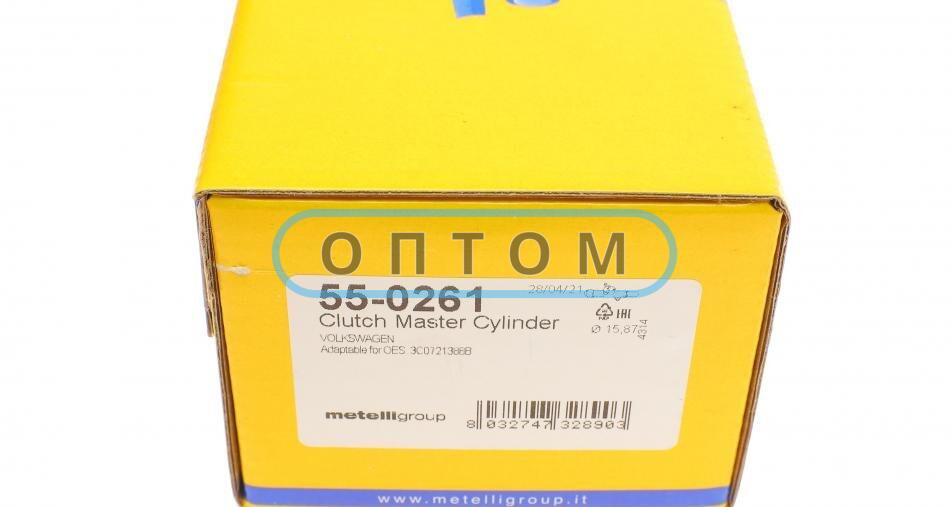 ОПТОМ
55-0261
28/04/21
Clutch Master Cylinder
EAC
Ø 15,87
4314
VOLKSWAGEN
Adaptable for OES 3C0721388B
metelligroup
8 032747 328903
www.metelligroup.it